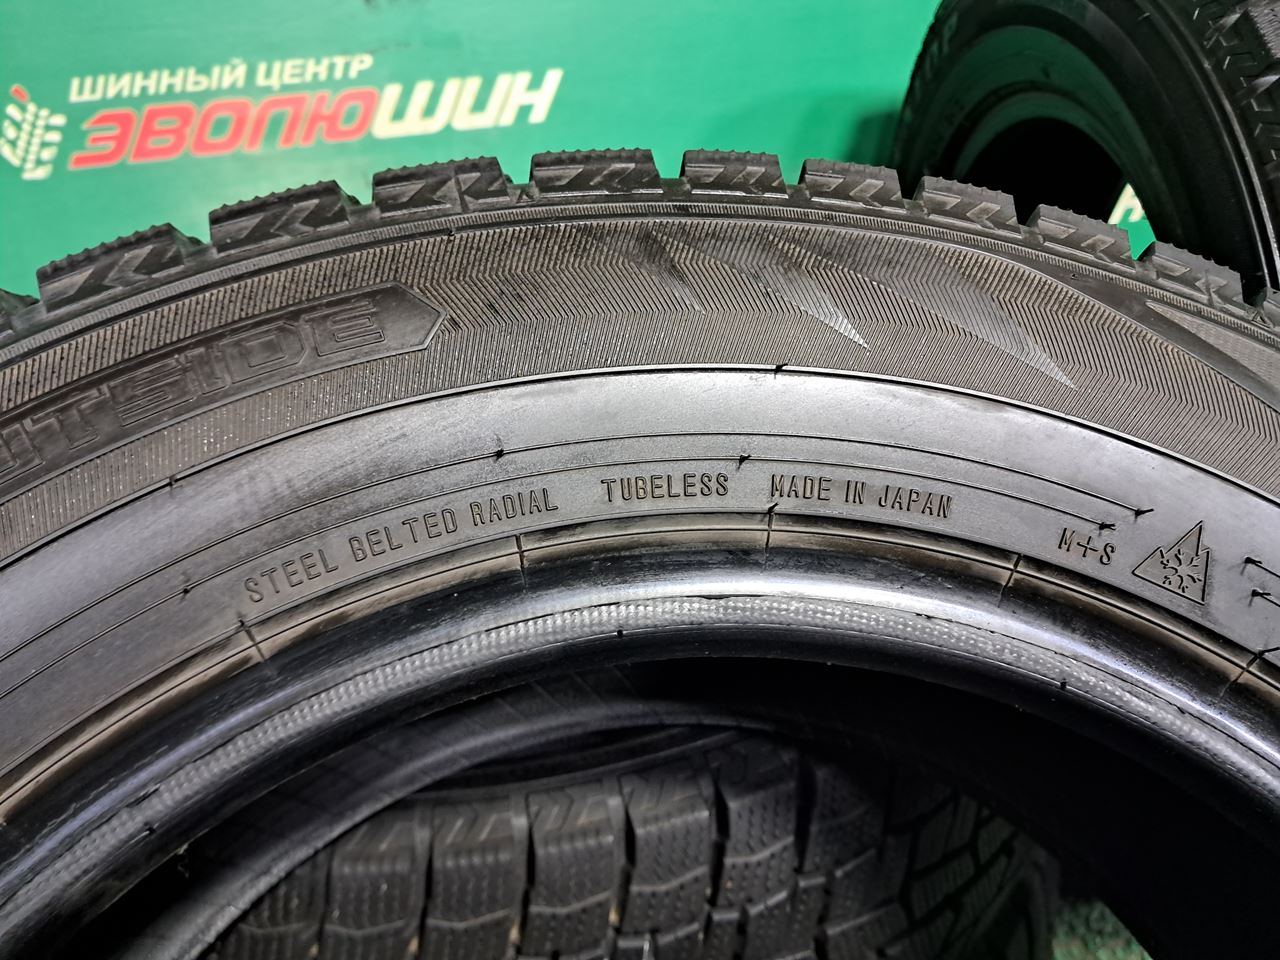 ШИННЫЙ ЦЕНТР
ЭВОЛЮШИН
STEEL BELTED RADIAL TUBELESS MADE IN JAPAN M+S